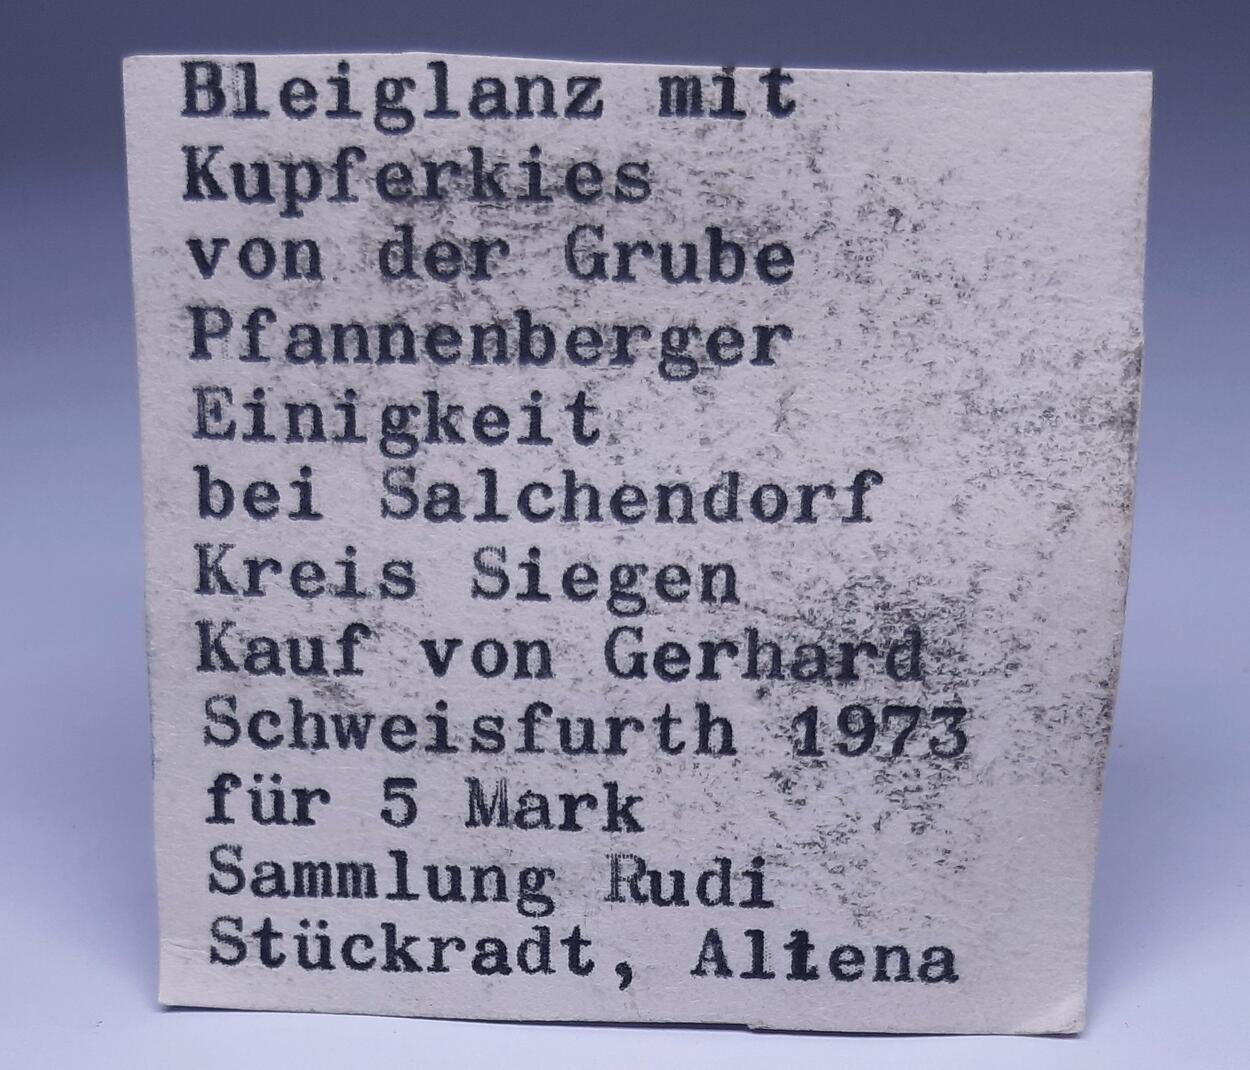 Bleiglanz mit
Kupferkies
von der Grube
Pfannenberger
Einigkeit
bei Salchendorf
Kreis Siegen
Kauf von Gerhard
Schweisfurth 1973
für 5 Mark
Sammlung Rudi
Stückradt, Altena